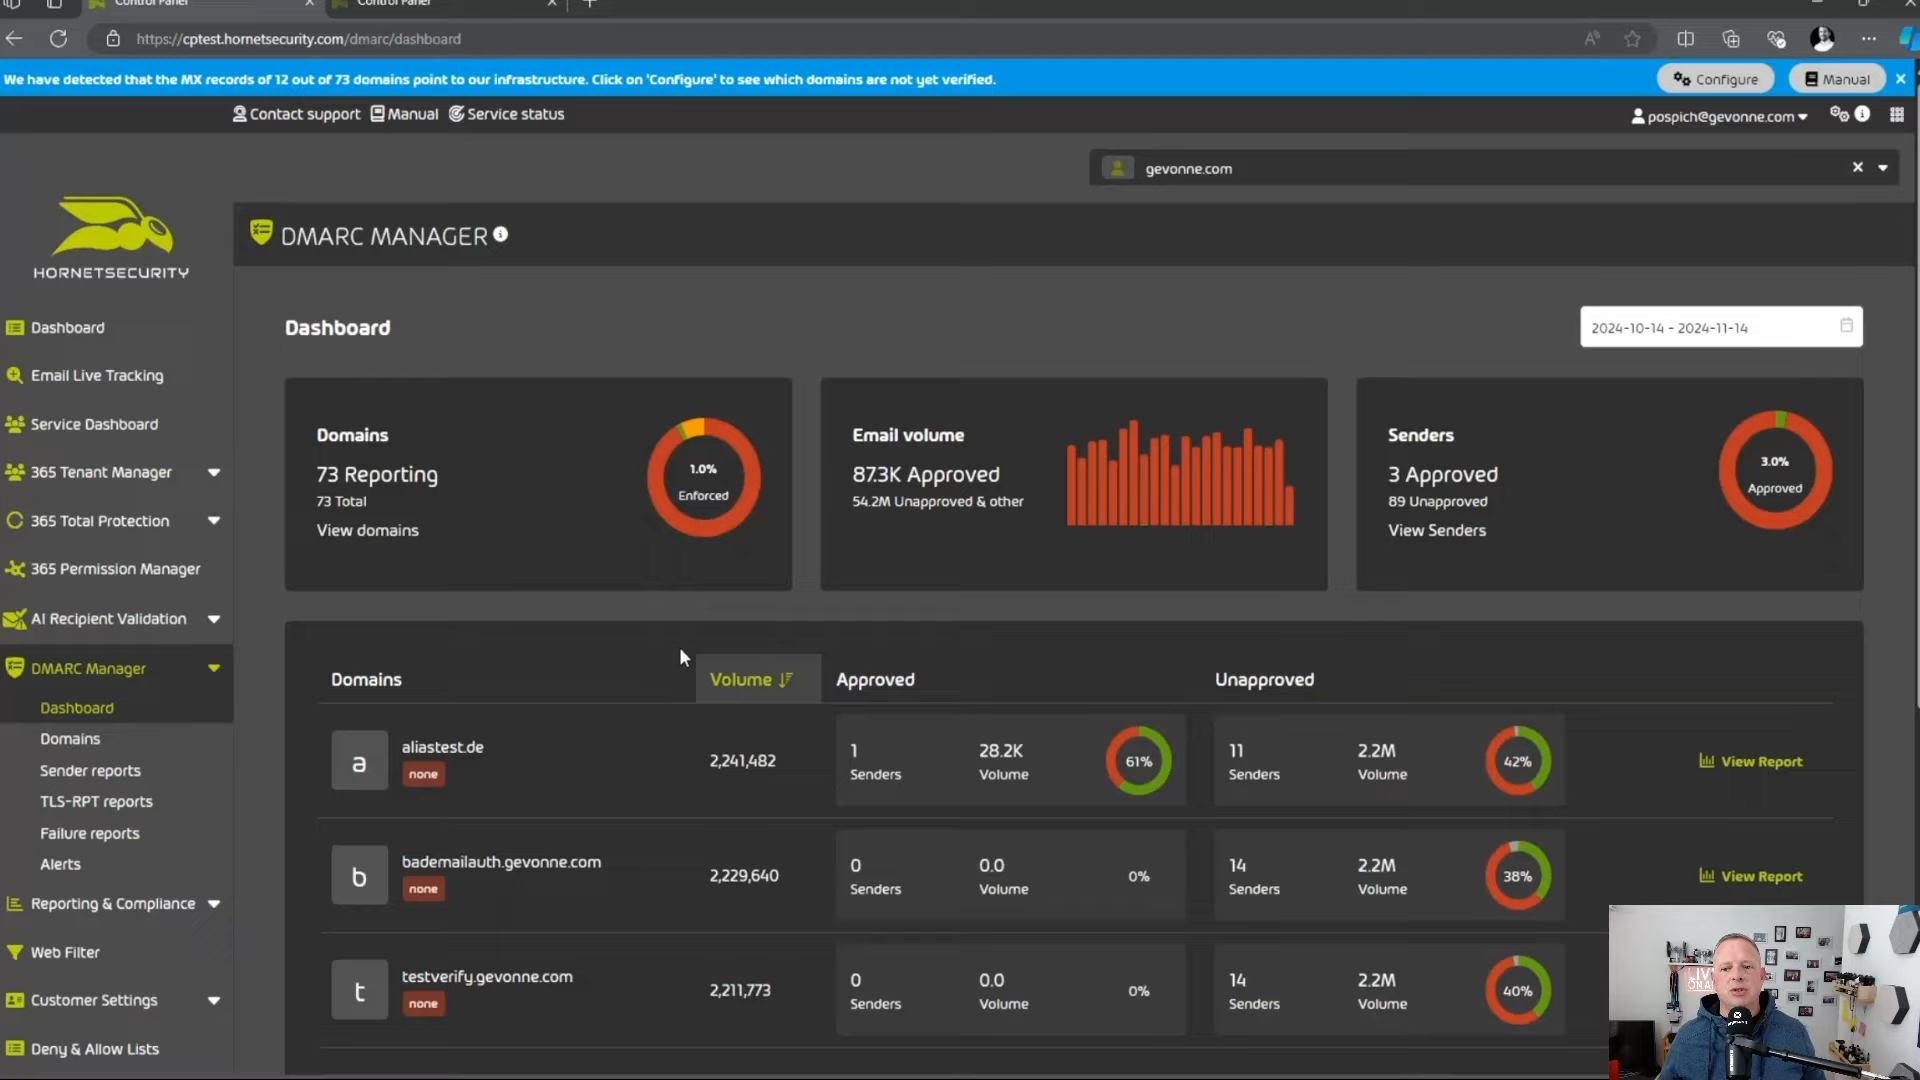 Control Panel
Control Panel
https://cptest.hornetsecurity.com/dmarc/dashboard
We have detected that the MX records of 12 out of 73 domains point to our infrastructure. Click on 'Configure' to see which domains are not yet verified.
Configure
Manual
Contact support
Manual
Service status
pospich@gevonne.com
gevonne.com
HORNETSECURITY
DMARC MANAGER
Dashboard
Email Live Tracking
Service Dashboard
365 Tenant Manager
365 Total Protection
365 Permission Manager
AI Recipient Validation
DMARC Manager
Dashboard
Domains
Sender reports
TLS-RPT reports
Failure reports
Alerts
Reporting & Compliance
Web Filter
Customer Settings
Deny & Allow Lists
Dashboard
2024-10-14 - 2024-11-14
Domains
73 Reporting
73 Total
View domains
1.0%
Enforced
Email volume
87.3K Approved
54.2M Unapproved & other
Senders
3 Approved
89 Unapproved
View Senders
3.0%
Approved
Domains
Volume
Approved
Unapproved
a
aliastest.de
none
2,241,482
1
Senders
28.2K
Volume
61%
11
Senders
2.2M
Volume
42%
View Report
b
bademailauth.gevonne.com
none
2,229,640
0
Senders
0.0
Volume
0%
14
Senders
2.2M
Volume
38%
View Report
t
testverify.gevonne.com
none
2,211,773
0
Senders
0.0
Volume
0%
14
Senders
2.2M
Volume
40%